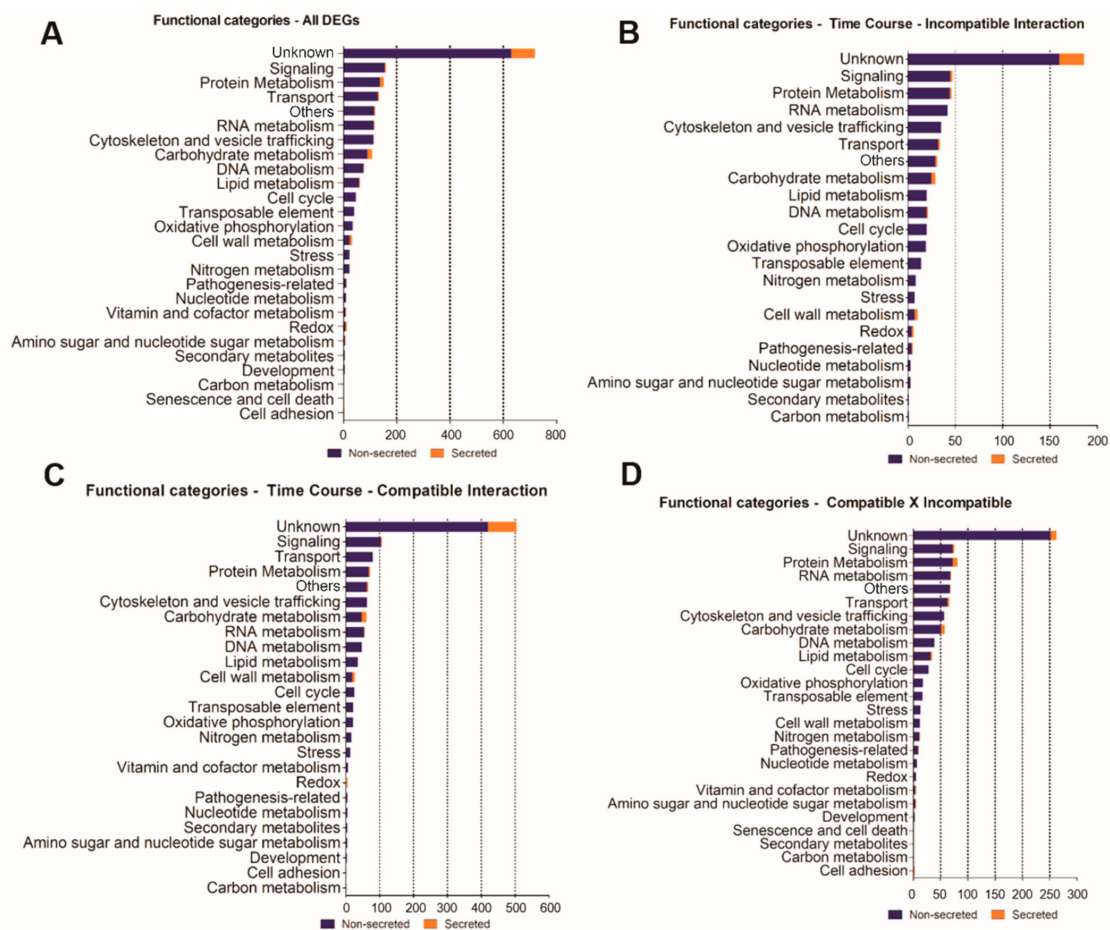 A
Functional categories - All DEGs
Unknown
Signaling
Protein Metabolism
Transport
Others
RNA metabolism
Cytoskeleton and vesicle trafficking
Carbohydrate metabolism
DNA metabolism
Lipid metabolism
Cell cycle
Transposable element
Oxidative phosphorylation
Cell wall metabolism
Stress
Nitrogen metabolism
Pathogenesis-related
Nucleotide metabolism
Vitamin and cofactor metabolism
Redox
Amino sugar and nucleotide sugar metabolism
Secondary metabolites
Development
Carbon metabolism
Senescence and cell death
Cell adhesion
0 200 400 600 800
Non-secreted Secreted
B
Functional categories - Time Course - Incompatible Interaction
Unknown
Signaling
Protein Metabolism
RNA metabolism
Cytoskeleton and vesicle trafficking
Transport
Others
Carbohydrate metabolism
Lipid metabolism
DNA metabolism
Cell cycle
Oxidative phosphorylation
Transposable element
Nitrogen metabolism
Stress
Cell wall metabolism
Redox
Pathogenesis-related
Nucleotide metabolism
Amino sugar and nucleotide sugar metabolism
Secondary metabolites
Carbon metabolism
0 50 100 150 200
Non-secreted Secreted
C
Functional categories - Time Course - Compatible Interaction
Unknown
Signaling
Transport
Protein Metabolism
Others
Cytoskeleton and vesicle trafficking
Carbohydrate metabolism
RNA metabolism
DNA metabolism
Lipid metabolism
Cell wall metabolism
Cell cycle
Transposable element
Oxidative phosphorylation
Nitrogen metabolism
Stress
Vitamin and cofactor metabolism
Redox
Pathogenesis-related
Nucleotide metabolism
Secondary metabolites
Amino sugar and nucleotide sugar metabolism
Development
Cell adhesion
Carbon metabolism
0 100 200 300 400 500 600
Non-secreted Secreted
D
Functional categories - Compatible X Incompatible
Unknown
Signaling
Protein Metabolism
RNA metabolism
Others
Transport
Cytoskeleton and vesicle trafficking
Carbohydrate metabolism
DNA metabolism
Lipid metabolism
Cell cycle
Oxidative phosphorylation
Transposable element
Stress
Cell wall metabolism
Nitrogen metabolism
Pathogenesis-related
Nucleotide metabolism
Redox
Vitamin and cofactor metabolism
Amino sugar and nucleotide sugar metabolism
Development
Senescence and cell death
Secondary metabolites
Carbon metabolism
Cell adhesion
0 50 100 150 200 250 300
Non-secreted Secreted